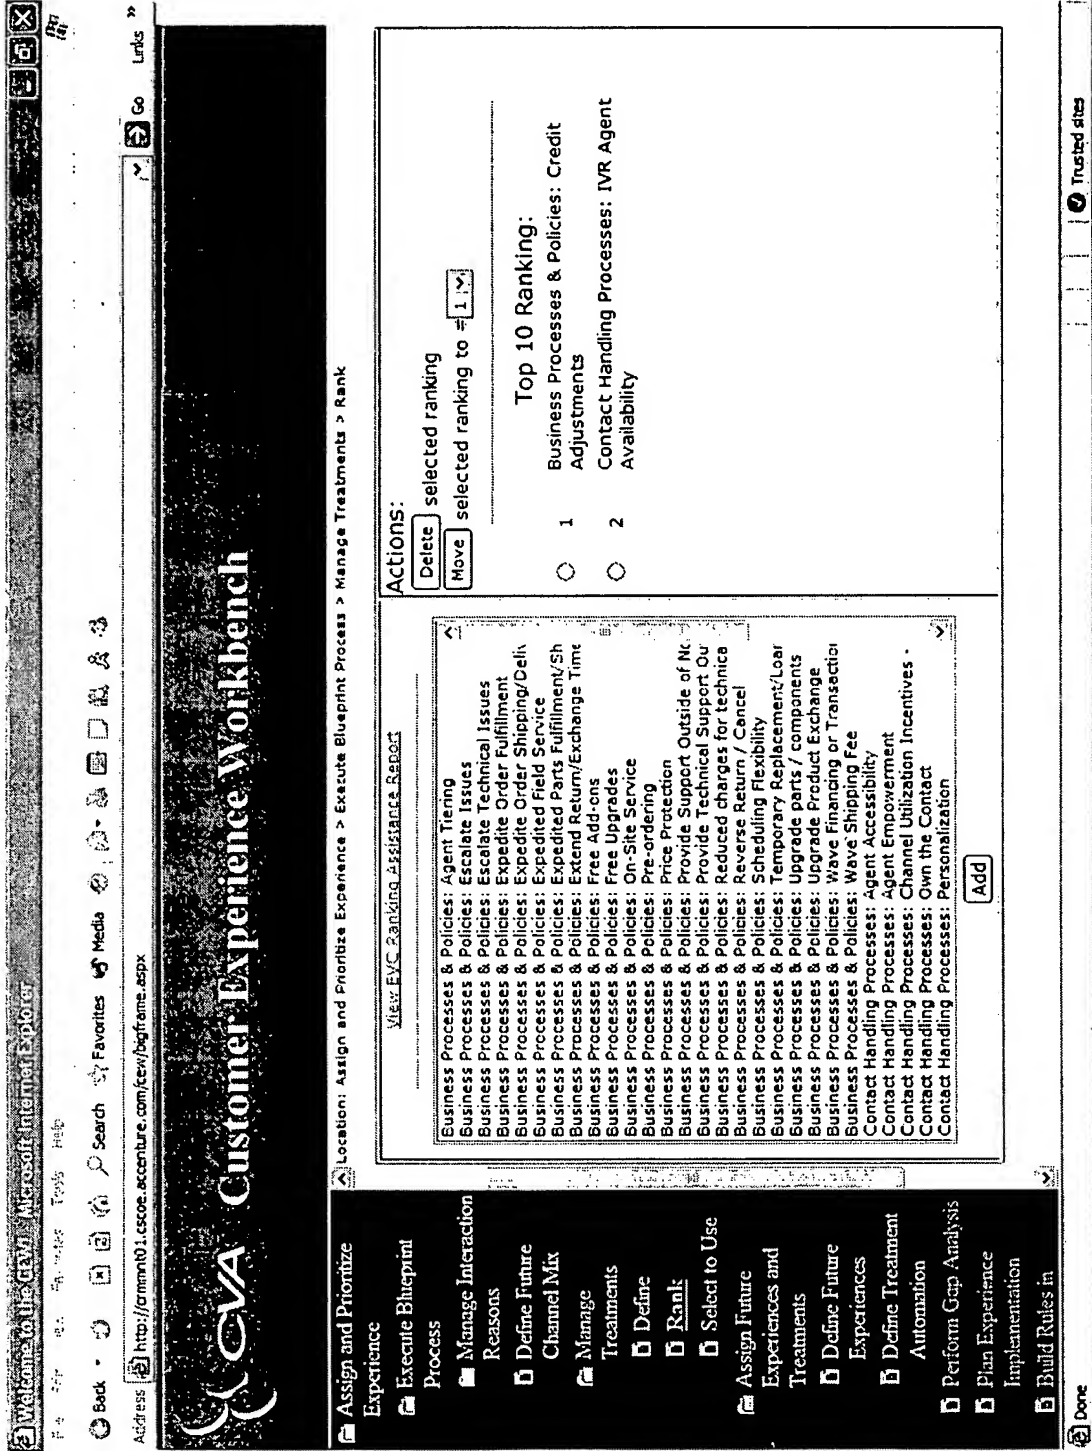 Welcome to the CEW! - Microsoft Internet Explorer
Tools Help
Back Search Favorites Media
Address http://crmmnt01.cscoe.accenture.com/cew/bigframe.aspx Go Links »
CVA Customer Experience Workbench
Assign and Prioritize
Experience
Execute Blueprint
Process
Manage Interaction
Reasons
Define Future
Channel Mix
Manage
Treatments
Define
Rank
Select to Use
Assign Future
Experiences and
Treatments
Define Future
Experiences
Define Treatment
Automation
Perform Gap Analysis
Plan Experience
Implementation
Build Rules in
Location: Assign and Prioritize Experience > Execute Blueprint Process > Manage Treatments > Rank
View EVC Ranking Assistance Report
Business Processes & Policies: Agent Tiering
Business Processes & Policies: Escalate Issues
Business Processes & Policies: Escalate Technical Issues
Business Processes & Policies: Expedite Order Fulfillment
Business Processes & Policies: Expedite Order Shipping/Deliv
Business Processes & Policies: Expedited Field Service
Business Processes & Policies: Expedited Parts Fulfillment/Sh
Business Processes & Policies: Extend Return/Exchange Time
Business Processes & Policies: Free Add-ons
Business Processes & Policies: Free Upgrades
Business Processes & Policies: On-Site Service
Business Processes & Policies: Pre-ordering
Business Processes & Policies: Price Protection
Business Processes & Policies: Provide Support Outside of No
Business Processes & Policies: Provide Technical Support Out
Business Processes & Policies: Reduced charges for technica
Business Processes & Policies: Reverse Return / Cancel
Business Processes & Policies: Scheduling Flexibility
Business Processes & Policies: Temporary Replacement/Loan
Business Processes & Policies: Upgrade parts / components
Business Processes & Policies: Upgrade Product Exchange
Business Processes & Policies: Wave Financing or Transaction
Business Processes & Policies: Wave Shipping Fee
Contact Handling Processes: Agent Accessibility
Contact Handling Processes: Agent Empowerment
Contact Handling Processes: Channel Utilization Incentives -
Contact Handling Processes: Own the Contact
Contact Handling Processes: Personalization
Add
Actions:
Delete selected ranking
Move selected ranking to # 1
Top 10 Ranking:
1 Business Processes & Policies: Credit
Adjustments
2 Contact Handling Processes: IVR Agent
Availability
Done Trusted sites